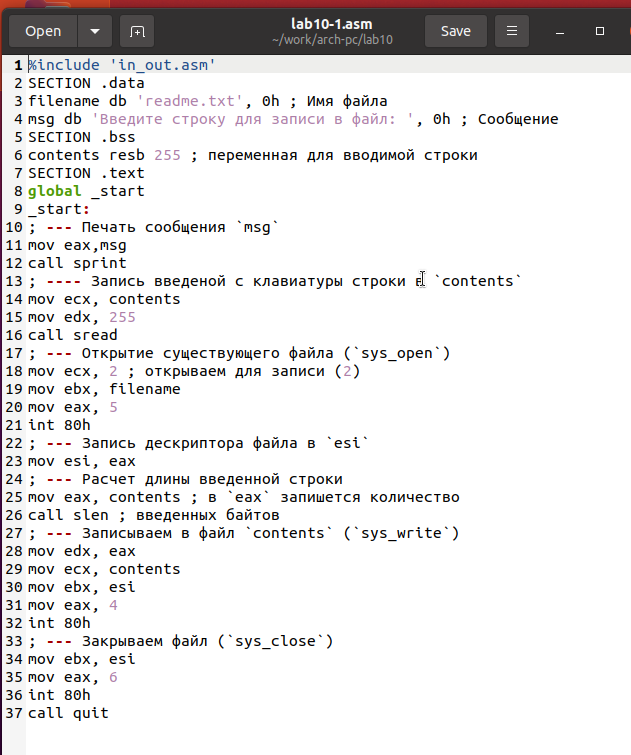 Open
lab10-1.asm
~/work/arch-pc/lab10
Save
1 %include 'in_out.asm'
2 SECTION .data
3 filename db 'readme.txt', 0h ; Имя файла
4 msg db 'Введите строку для записи в файл: ', 0h ; Сообщение
5 SECTION .bss
6 contents resb 255 ; переменная для вводимой строки
7 SECTION .text
8 global _start
9 _start:
10 ; --- Печать сообщения `msg`
11 mov eax,msg
12 call sprint
13 ; ---- Запись введеной с клавиатуры строки в `contents`
14 mov ecx, contents
15 mov edx, 255
16 call sread
17 ; --- Открытие существующего файла (`sys_open`)
18 mov ecx, 2 ; открываем для записи (2)
19 mov ebx, filename
20 mov eax, 5
21 int 80h
22 ; --- Запись дескриптора файла в `esi`
23 mov esi, eax
24 ; --- Расчет длины введенной строки
25 mov eax, contents ; в `eax` запишется количество
26 call slen ; введенных байтов
27 ; --- Записываем в файл `contents` (`sys_write`)
28 mov edx, eax
29 mov ecx, contents
30 mov ebx, esi
31 mov eax, 4
32 int 80h
33 ; --- Закрываем файл (`sys_close`)
34 mov ebx, esi
35 mov eax, 6
36 int 80h
37 call quit